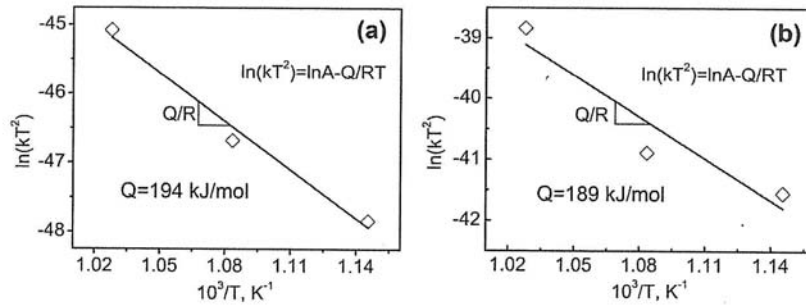 (a)
ln(kT²)=lnA-Q/RT
Q/R
Q=194 kJ/mol
ln(kT²)
-45
-46
-47
-48
1.02 1.05 1.08 1.11 1.14
10³/T, K⁻¹
(b)
ln(kT²)=lnA-Q/RT
Q/R
Q=189 kJ/mol
ln(kT²)
-39
-40
-41
-42
1.02 1.05 1.08 1.11 1.14
10³/T, K⁻¹